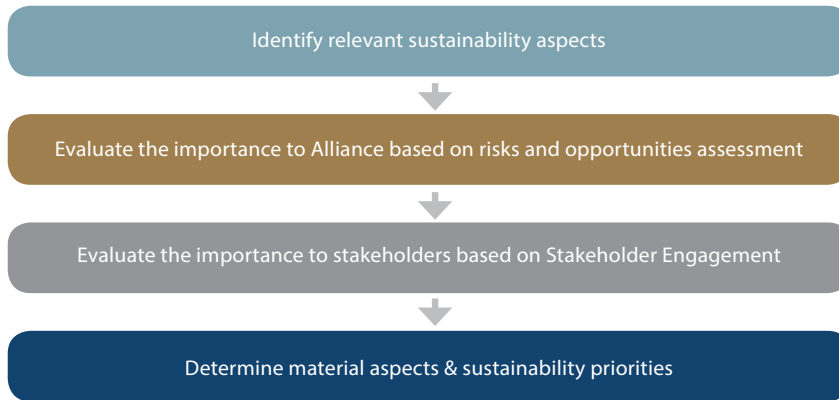 Identify relevant sustainability aspects
Evaluate the importance to Alliance based on risks and opportunities assessment
Evaluate the importance to stakeholders based on Stakeholder Engagement
Determine material aspects & sustainability priorities